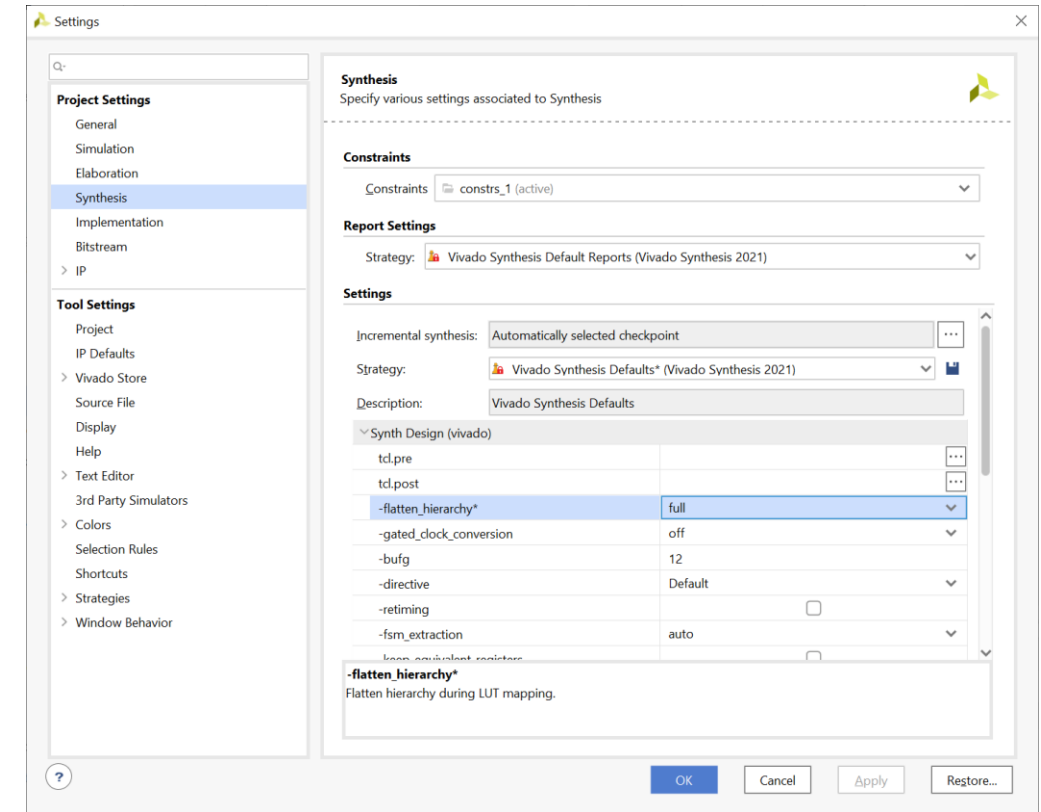 Settings
Project Settings
General
Simulation
Elaboration
Synthesis
Implementation
Bitstream
IP
Tool Settings
Project
IP Defaults
Vivado Store
Source File
Display
Help
Text Editor
3rd Party Simulators
Colors
Selection Rules
Shortcuts
Strategies
Window Behavior
Synthesis
Specify various settings associated to Synthesis
Constraints
Constraints constrs_1 (active)
Report Settings
Strategy: Vivado Synthesis Default Reports (Vivado Synthesis 2021)
Settings
Incremental synthesis: Automatically selected checkpoint ...
Strategy: Vivado Synthesis Defaults* (Vivado Synthesis 2021)
Description: Vivado Synthesis Defaults
Synth Design (vivado)
tcl.pre ...
tcl.post ...
-flatten_hierarchy* full
-gated_clock_conversion off
-bufg 12
-directive Default
-retiming
-fsm_extraction auto
-keep_equivalent_registers
-flatten_hierarchy*
Flatten hierarchy during LUT mapping.
? OK Cancel Apply Restore...